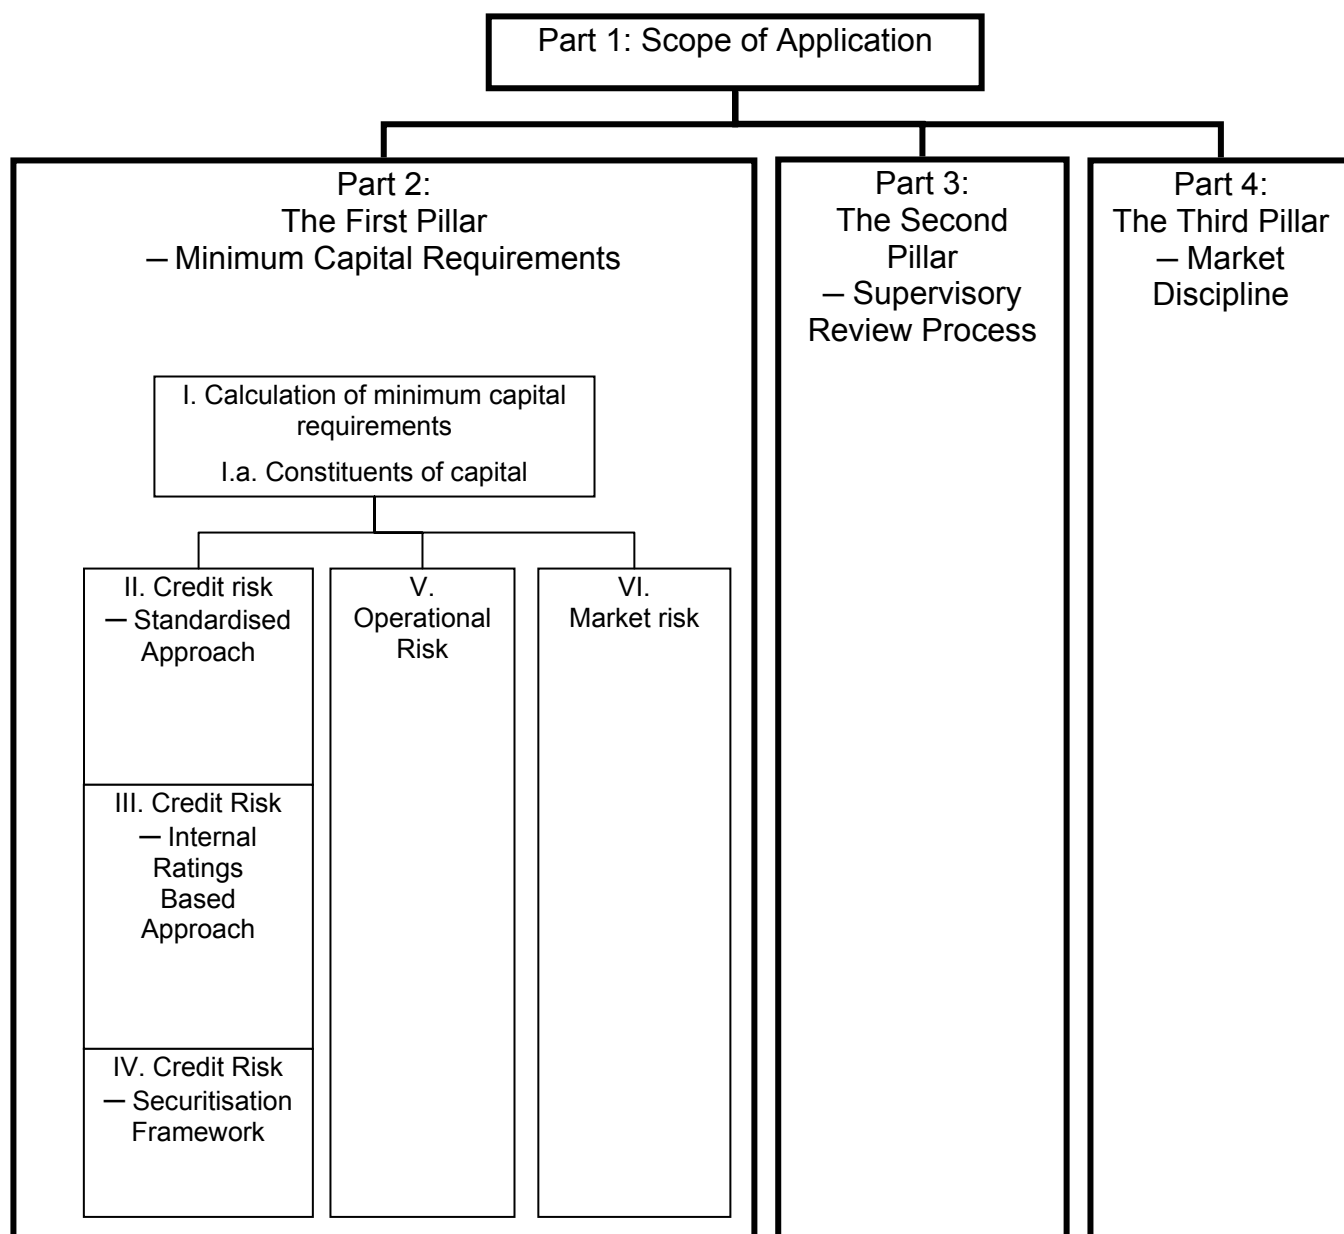 Part 1: Scope of Application
Part 2:
The First Pillar
— Minimum Capital Requirements
Part 3:
The Second
Pillar
— Supervisory
Review Process
Part 4:
The Third Pillar
— Market
Discipline
I. Calculation of minimum capital
requirements
I.a. Constituents of capital
II. Credit risk
— Standardised
Approach
III. Credit Risk
— Internal
Ratings
Based
Approach
IV. Credit Risk
— Securitisation
Framework
V.
Operational
Risk
VI.
Market risk